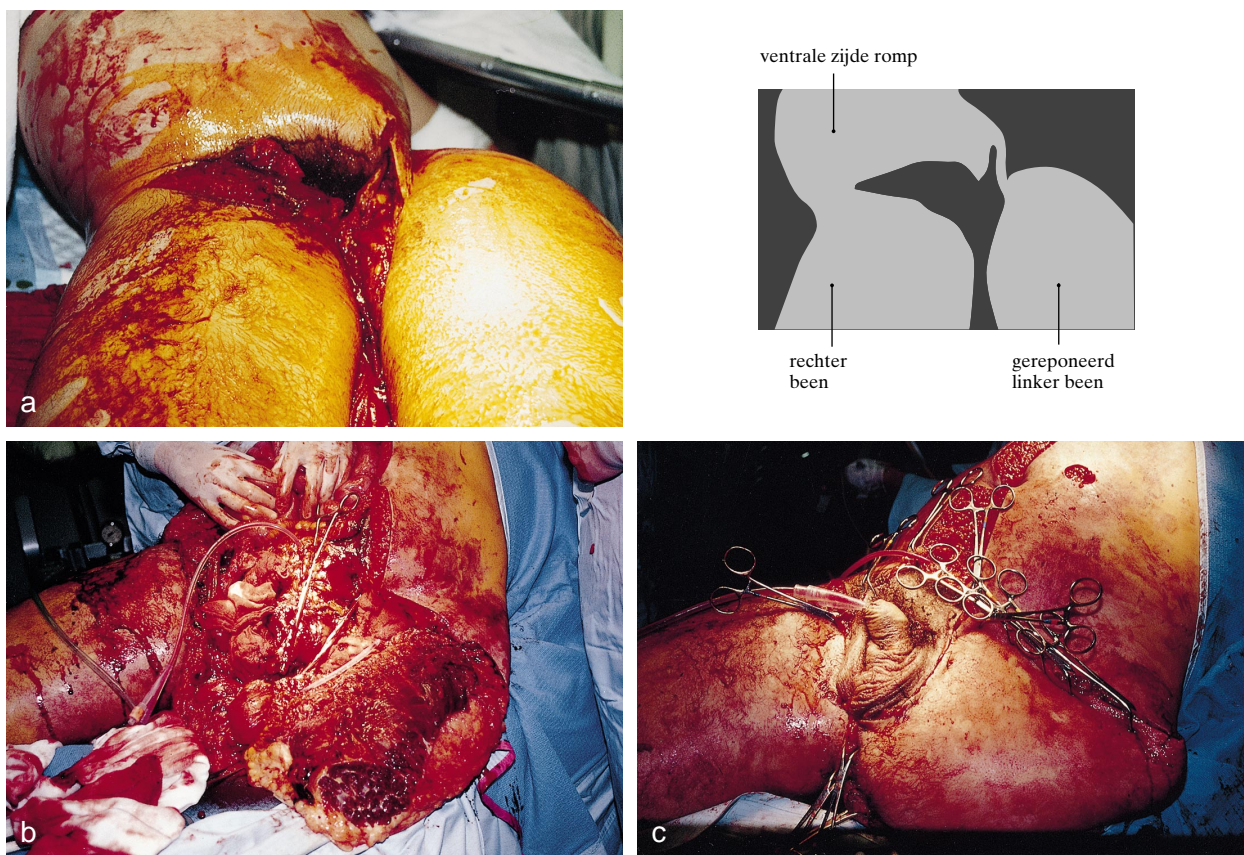 ventrale zijde romp
rechter
been
gereponeerd
linker been
a
b
c